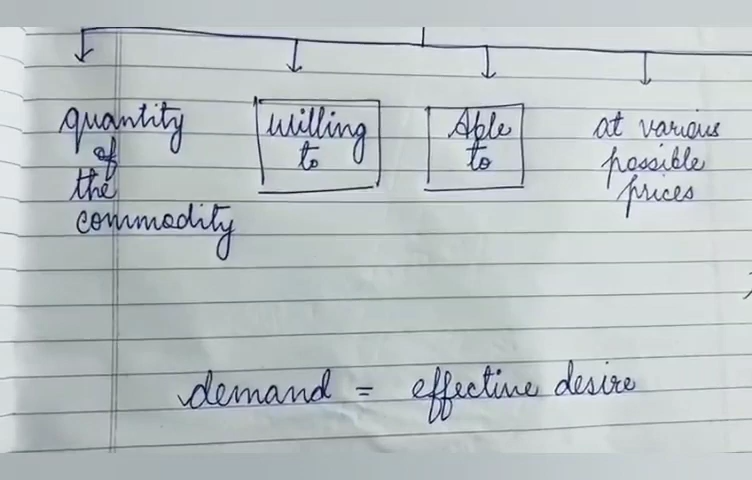 quantity
of
the
commodity
Willing
to
Able
to
at various
possible
prices
demand = effective desire